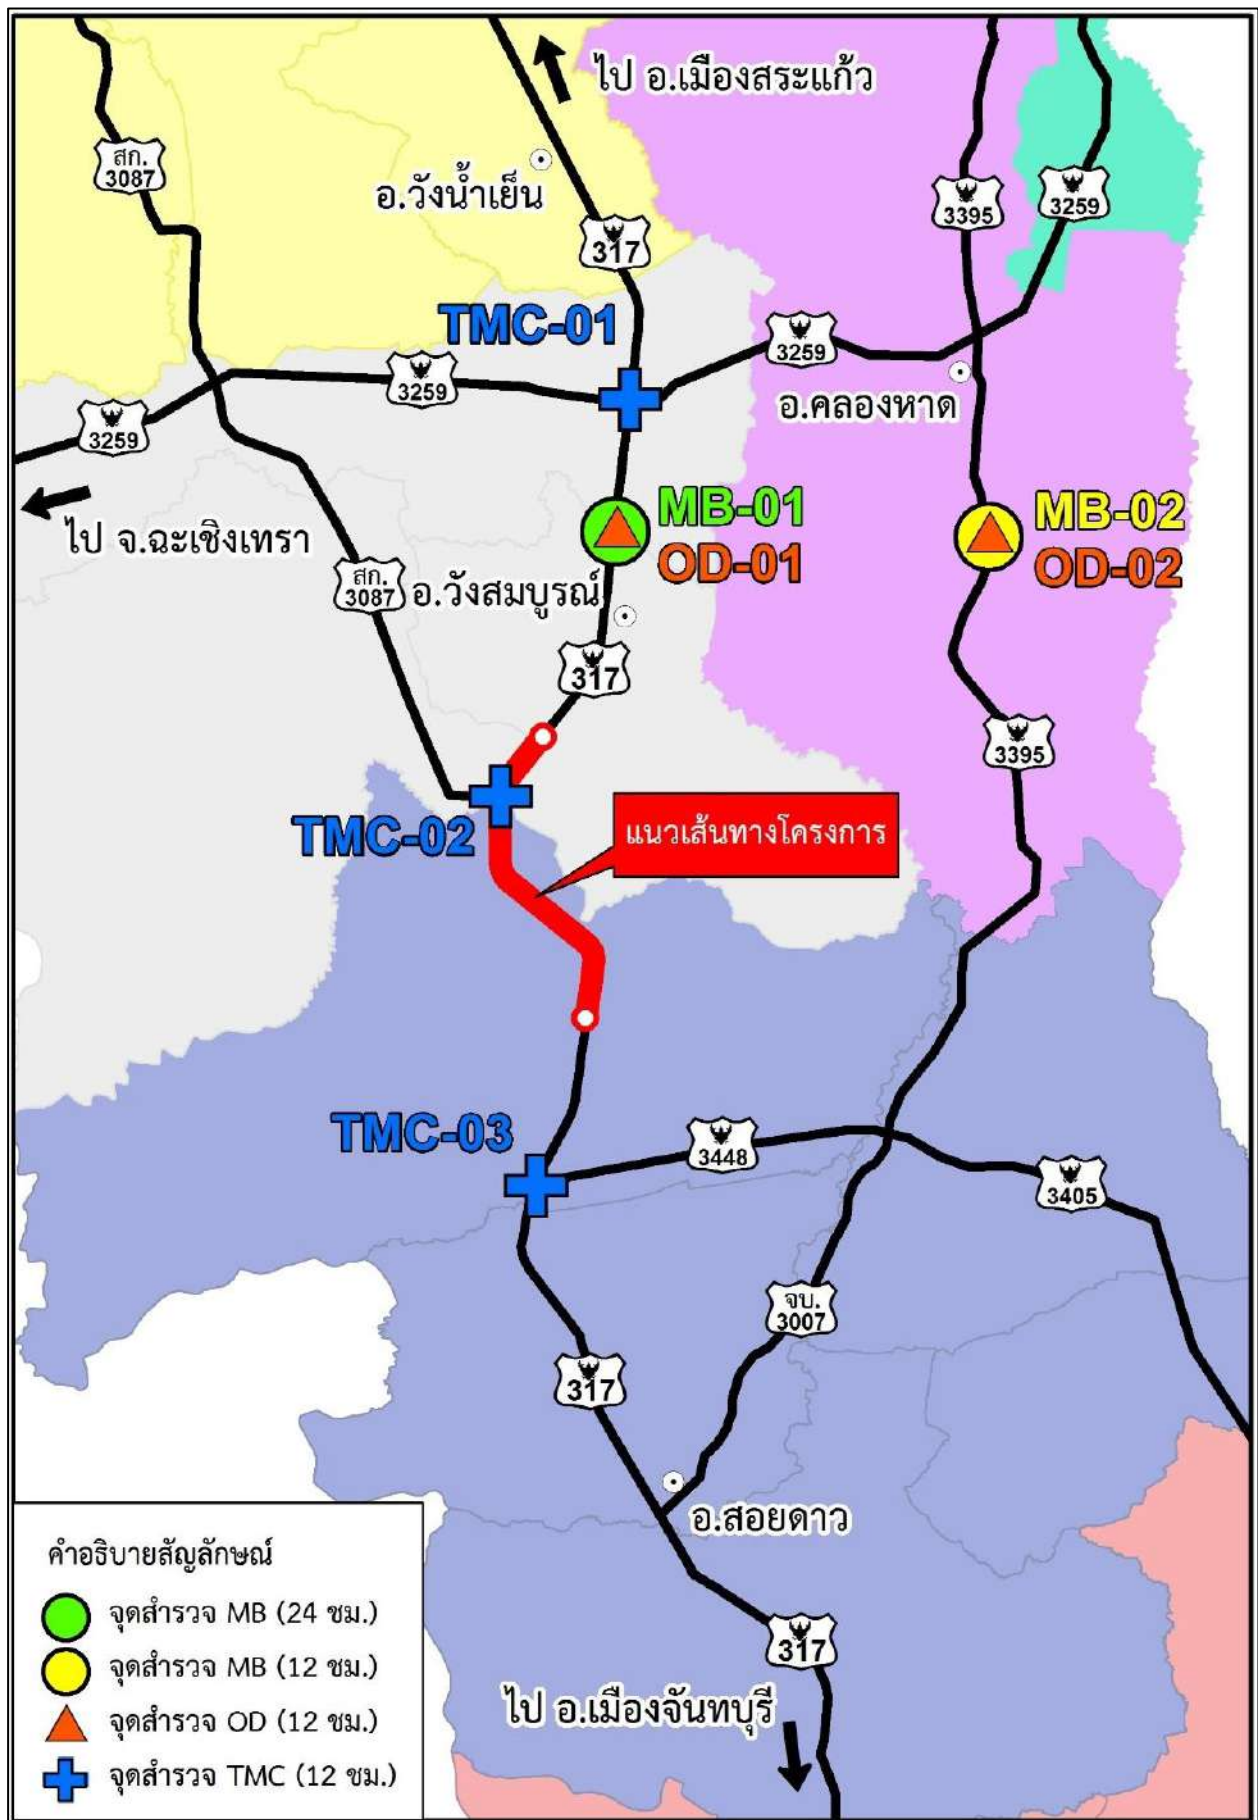 ไป อ.เมืองสระแก้ว
สก.
3087
อ.วังน้ำเย็น
3395
3259
317
TMC-01
3259
3259
3259
อ.คลองหาด
ไป จ.ฉะเชิงเทรา
MB-01
OD-01
MB-02
OD-02
สก.
3087
อ.วังสมบูรณ์
317
3395
TMC-02
แนวเส้นทางโครงการ
TMC-03
3448
3405
จบ.
3007
317
อ.สอยดาว
317
ไป อ.เมืองจันทบุรี
คำอธิบายสัญลักษณ์
จุดสำรวจ MB (24 ชม.)
จุดสำรวจ MB (12 ชม.)
จุดสำรวจ OD (12 ชม.)
จุดสำรวจ TMC (12 ชม.)